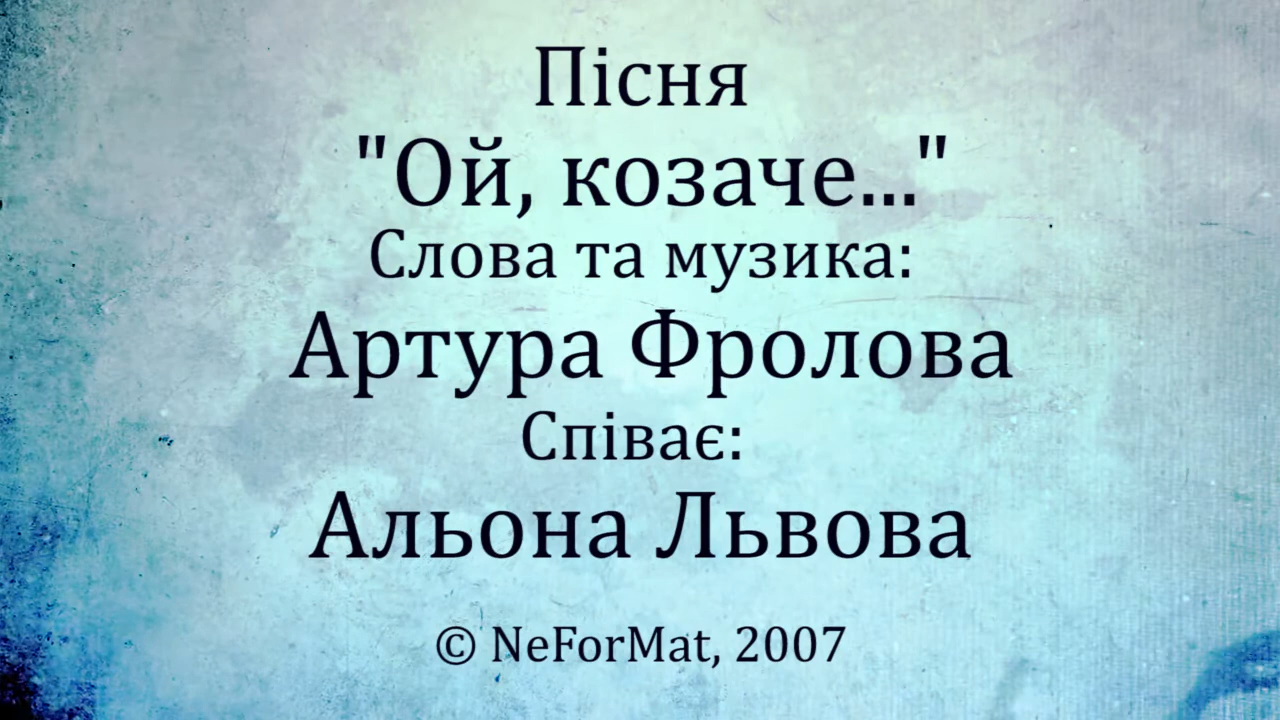 Пісня
"Ой, козаче..."
Слова та музика:
Артура Фролова
Співає:
Альона Львова
© NeForMat, 2007